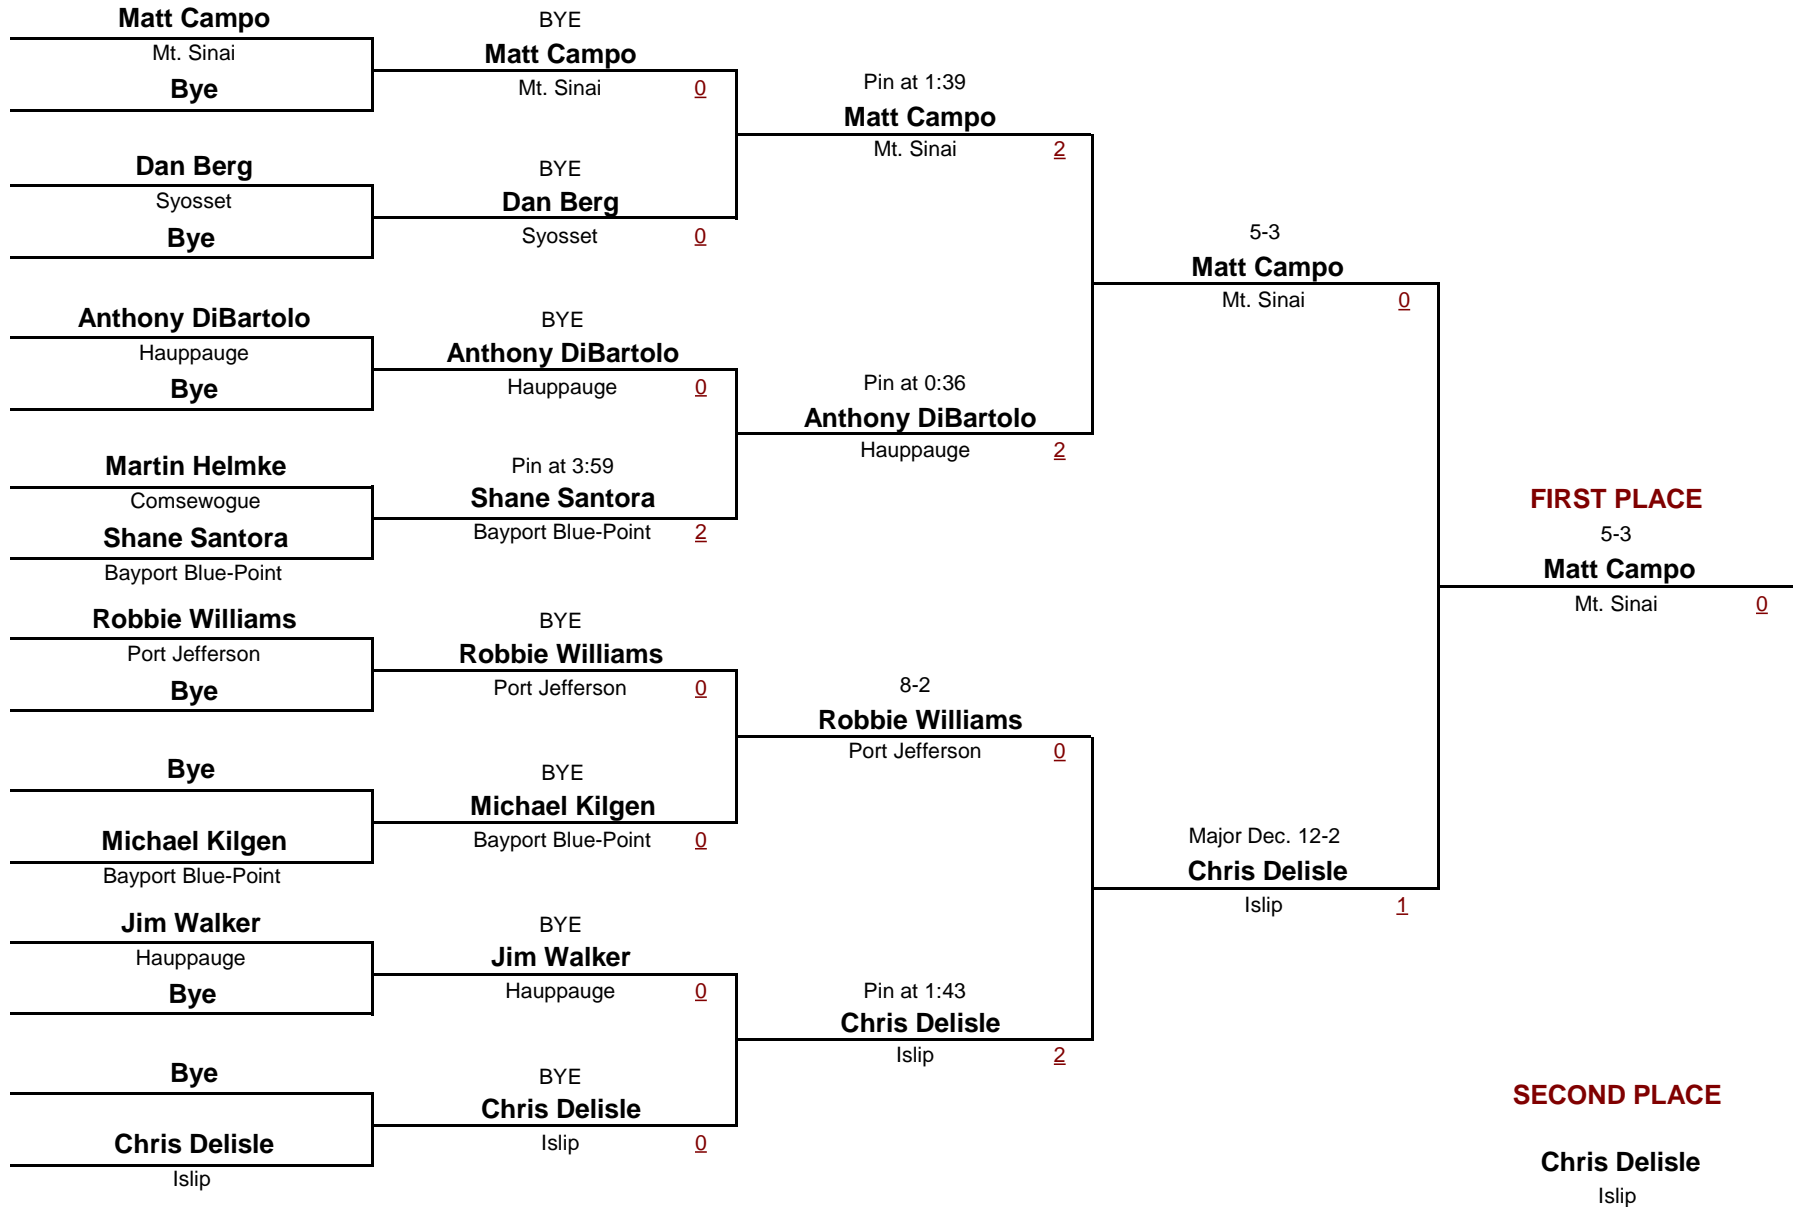 Matt Campo
Mt. Sinai
Bye
Dan Berg
Syosset
Bye
Anthony DiBartolo
Hauppauge
Bye
Martin Helmke
Comsewogue
Shane Santora
Bayport Blue-Point
Robbie Williams
Port Jefferson
Bye
Bye
Michael Kilgen
Bayport Blue-Point
Jim Walker
Hauppauge
Bye
Bye
Chris Delisle
Islip
BYE
Matt Campo
Mt. Sinai 0
BYE
Dan Berg
Syosset 0
BYE
Anthony DiBartolo
Hauppauge 0
Pin at 3:59
Shane Santora
Bayport Blue-Point 2
BYE
Robbie Williams
Port Jefferson 0
BYE
Michael Kilgen
Bayport Blue-Point 0
BYE
Jim Walker
Hauppauge 0
BYE
Chris Delisle
Islip 0
Pin at 1:39
Matt Campo
Mt. Sinai 2
Pin at 0:36
Anthony DiBartolo
Hauppauge 2
8-2
Robbie Williams
Port Jefferson 0
Pin at 1:43
Chris Delisle
Islip 2
5-3
Matt Campo
Mt. Sinai 0
Major Dec. 12-2
Chris Delisle
Islip 1
FIRST PLACE
5-3
Matt Campo
Mt. Sinai 0
SECOND PLACE
Chris Delisle
Islip